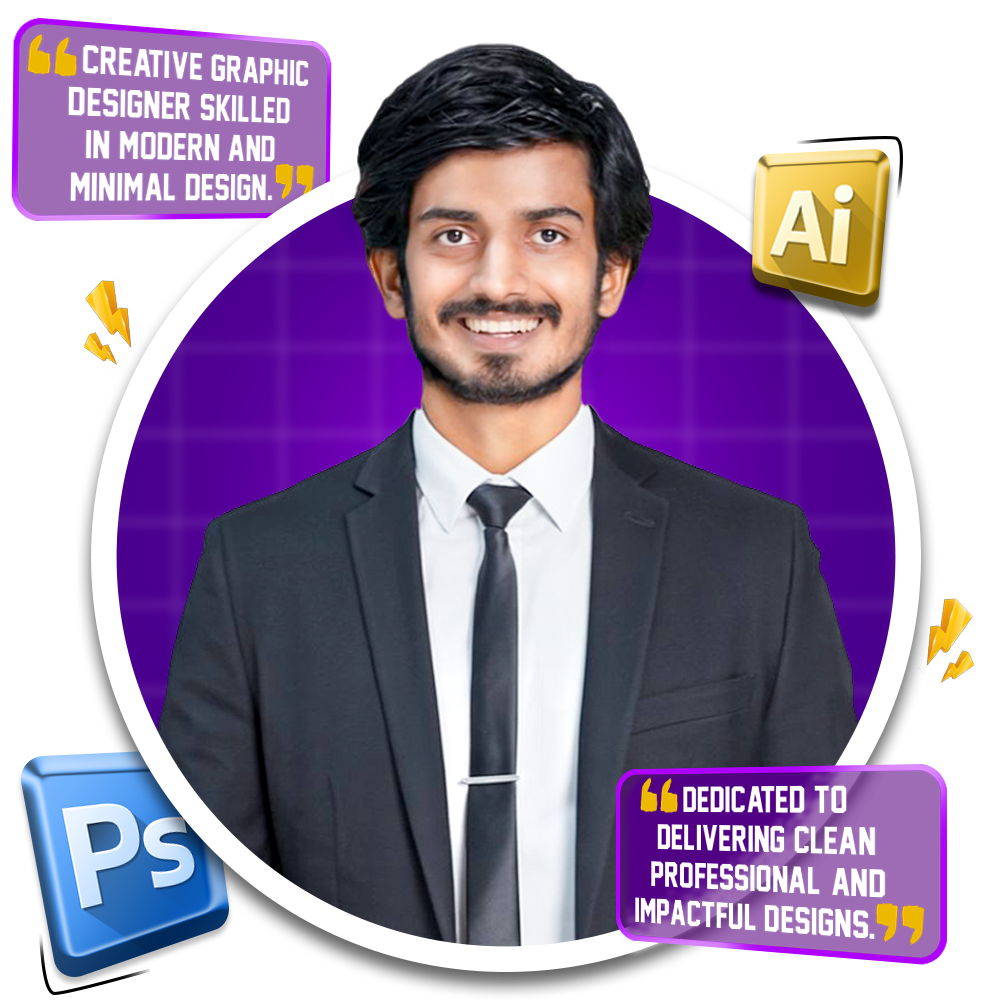 “CREATIVE GRAPHIC
DESIGNER SKILLED
IN MODERN AND
MINIMAL DESIGN.”
Ai
Ps
“DEDICATED TO
DELIVERING CLEAN
PROFESSIONAL AND
IMPACTFUL DESIGNS.”